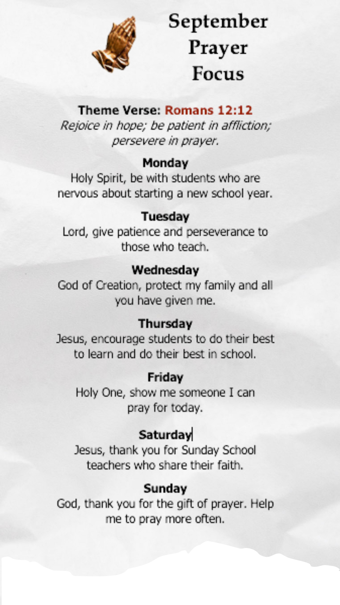 September
Prayer
Focus
Theme Verse: Romans 12:12
Rejoice in hope; be patient in affliction;
persevere in prayer.
Monday
Holy Spirit, be with students who are
nervous about starting a new school year.
Tuesday
Lord, give patience and perseverance to
those who teach.
Wednesday
God of Creation, protect my family and all
you have given me.
Thursday
Jesus, encourage students to do their best
to learn and do their best in school.
Friday
Holy One, show me someone I can
pray for today.
Saturday
Jesus, thank you for Sunday School
teachers who share their faith.
Sunday
God, thank you for the gift of prayer. Help
me to pray more often.